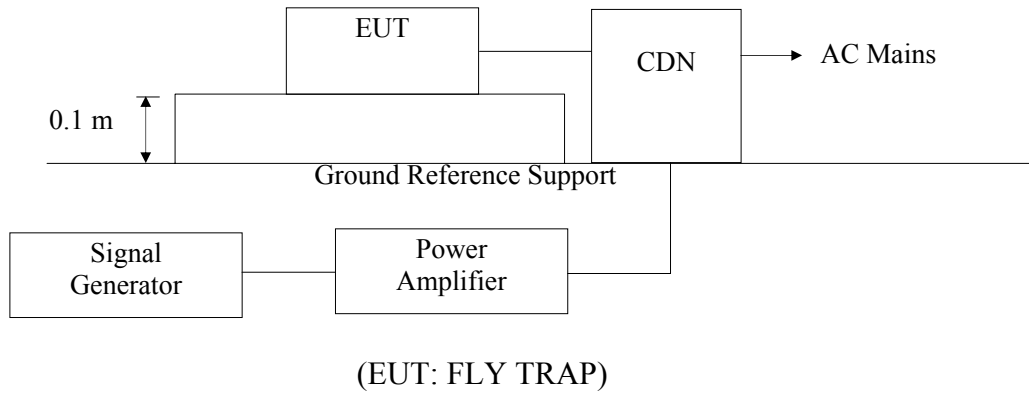 EUT
CDN
AC Mains
0.1 m
Ground Reference Support
Signal
Generator
Power
Amplifier
(EUT: FLY TRAP)